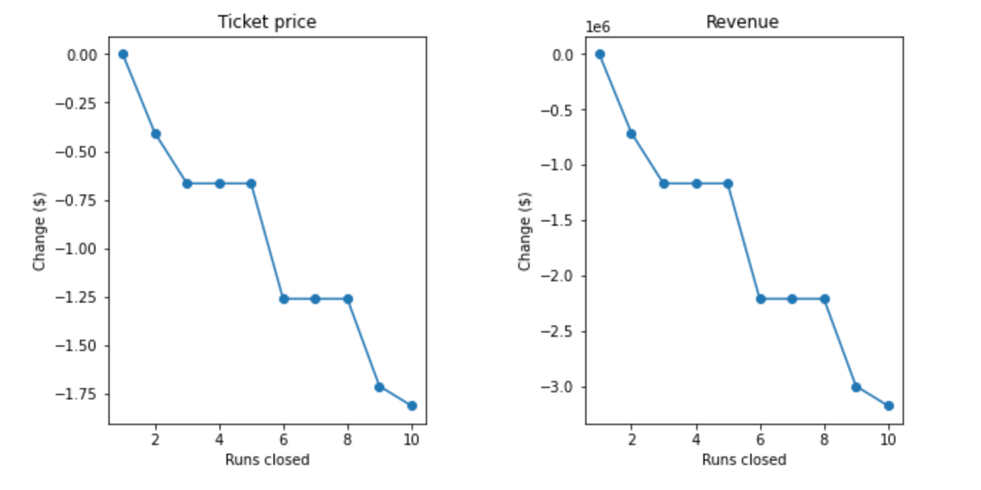 Ticket price
0.00
−0.25
−0.50
−0.75
−1.00
−1.25
−1.50
−1.75
Change ($)
2 4 6 8 10
Runs closed
Revenue
1e6
0.0
−0.5
−1.0
−1.5
−2.0
−2.5
−3.0
Change ($)
2 4 6 8 10
Runs closed